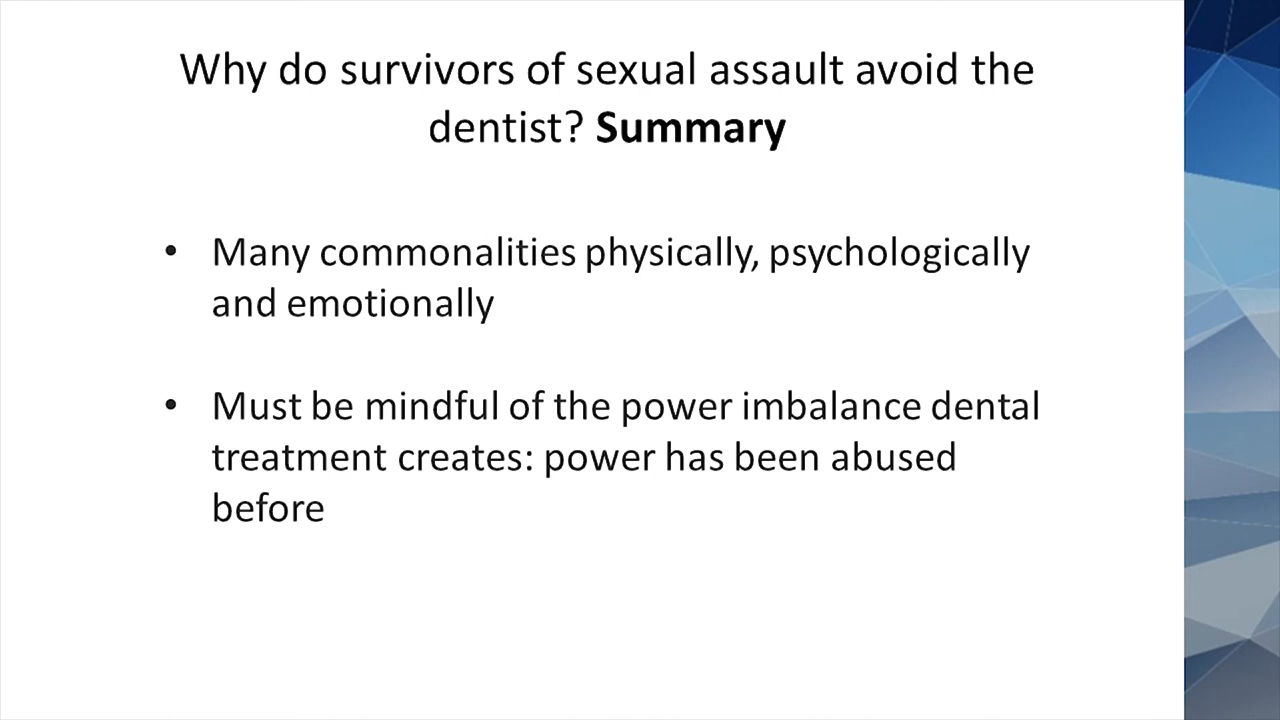 Why do survivors of sexual assault avoid the
dentist? Summary
• Many commonalities physically, psychologically
and emotionally
• Must be mindful of the power imbalance dental
treatment creates: power has been abused
before